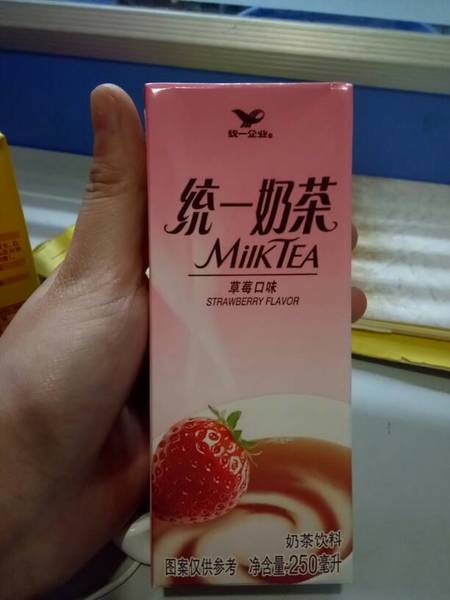 统一企业®
统一奶茶
MilkTea
草莓口味
STRAWBERRY FLAVOR
奶茶饮料
图案仅供参考 净含量:250毫升